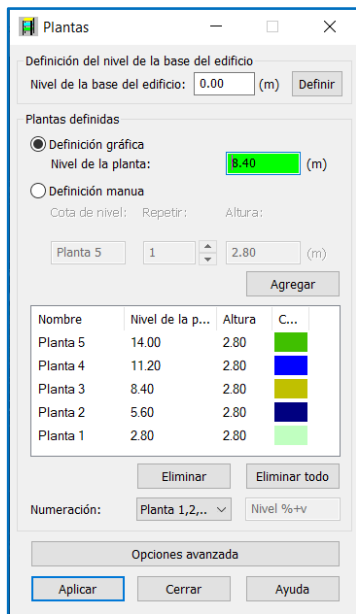 Plantas
Definición del nivel de la base del edificio
Nivel de la base del edificio: 0.00 (m) Definir
Plantas definidas
Definición gráfica
Nivel de la planta: 8.40 (m)
Definición manua
Cota de nivel: Repetir: Altura:
Planta 5 1 2.80 (m)
Agregar
Nombre Nivel de la p... Altura C...
Planta 5 14.00 2.80
Planta 4 11.20 2.80
Planta 3 8.40 2.80
Planta 2 5.60 2.80
Planta 1 2.80 2.80
Eliminar Eliminar todo
Numeración: Planta 1,2,.. Nivel %+v
Opciones avanzada
Aplicar Cerrar Ayuda